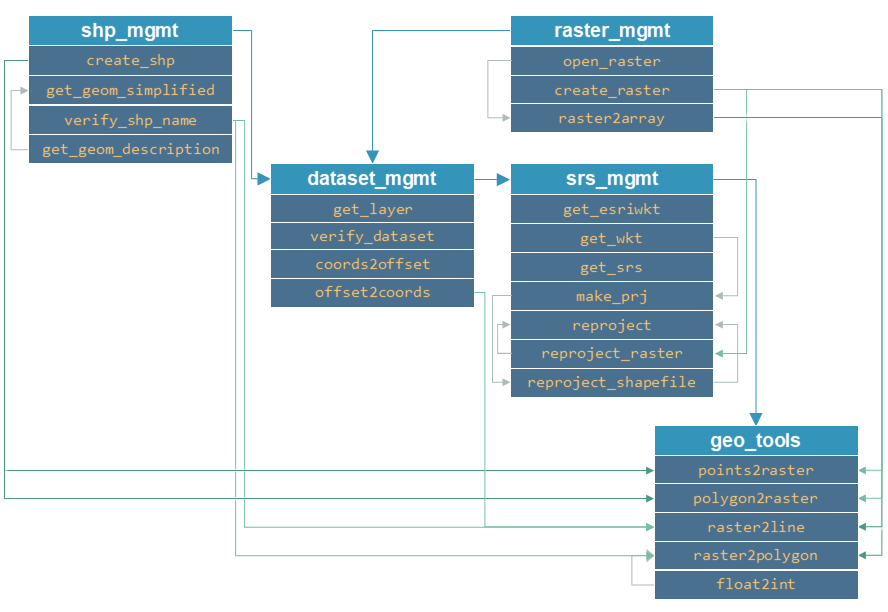 shp_mgmt
create_shp
get_geom_simplified
verify_shp_name
get_geom_description
raster_mgmt
open_raster
create_raster
raster2array
dataset_mgmt
get_layer
verify_dataset
coords2offset
offset2coords
srs_mgmt
get_esriwkt
get_wkt
get_srs
make_prj
reproject
reproject_raster
reproject_shapefile
geo_tools
points2raster
polygon2raster
raster2line
raster2polygon
float2int